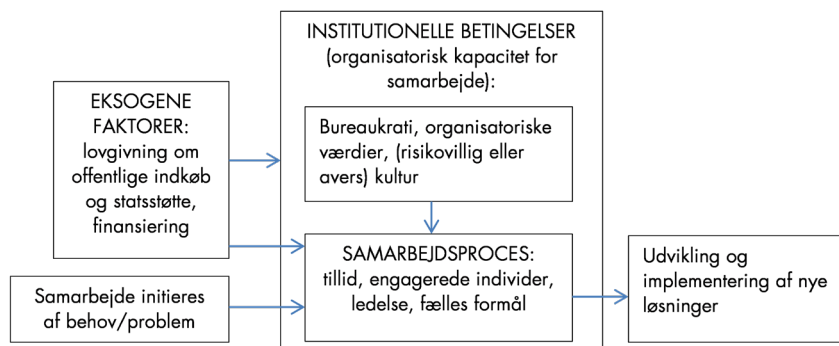 INSTITUTIONELLE BETINGELSER
(organisatorisk kapacitet for
samarbejde):
EKSOGENE
FAKTORER:
lovgivning om
offentlige indkøb
og statsstøtte,
finansiering
Bureaukrati, organisatoriske
værdier, (risikovillig eller
avers) kultur
SAMARBEJDSPROCES:
tillid, engagerede individer,
ledelse, fælles formål
Samarbejde initieres
af behov/problem
Udvikling og
implementering af nye
løsninger